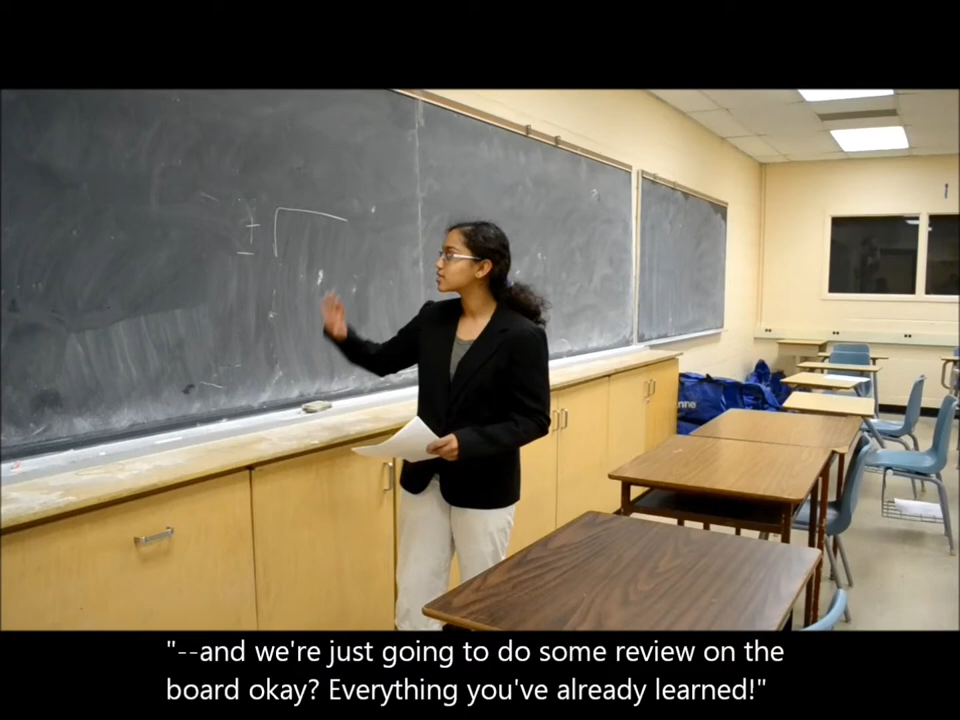 "--and we're just going to do some review on the
board okay? Everything you've already learned!"